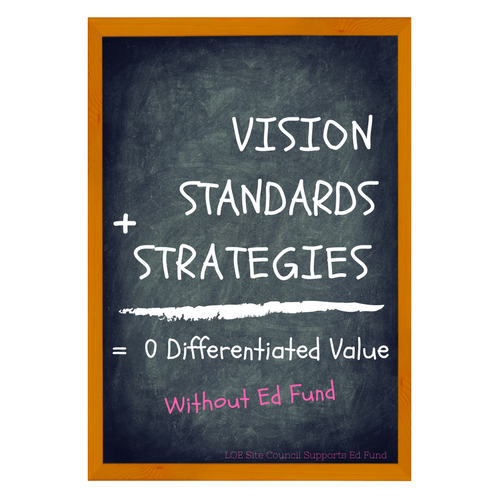 VISION
STANDARDS
+
STRATEGIES
= 0 Differentiated Value
Without Ed Fund
LOE Site Council Supports Ed Fund